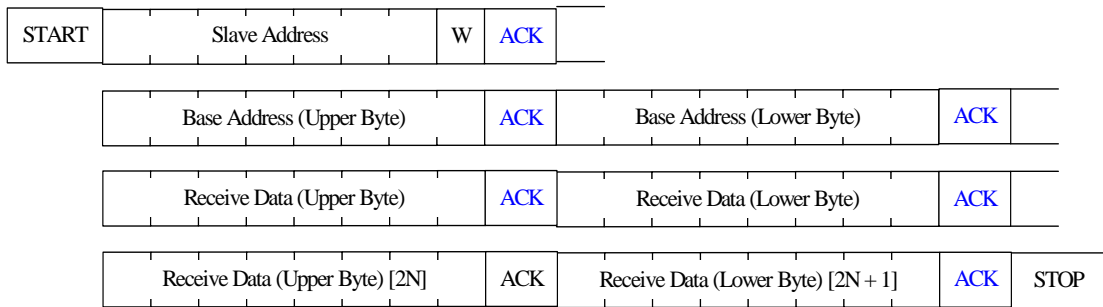 START Slave Address W ACK
Base Address (Upper Byte) ACK Base Address (Lower Byte) ACK
Receive Data (Upper Byte) ACK Receive Data (Lower Byte) ACK
Receive Data (Upper Byte) [2N] ACK Receive Data (Lower Byte) [2N + 1] ACK STOP